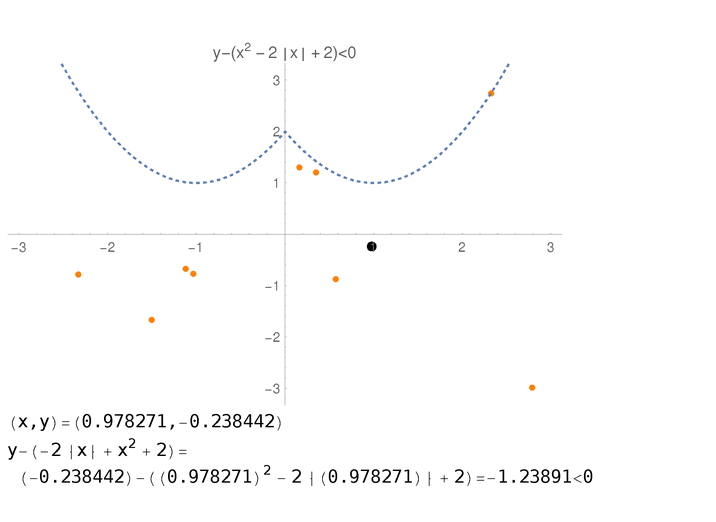 y−(x² − 2 |x| + 2)<0
3
2
1
−3 −2 −1 1 2 3
−1
−2
−3
(x,y)=(0.978271,−0.238442)
y−(−2 |x| + x² + 2)=
(−0.238442)−((0.978271)² − 2 |(0.978271)| + 2)=−1.23891<0